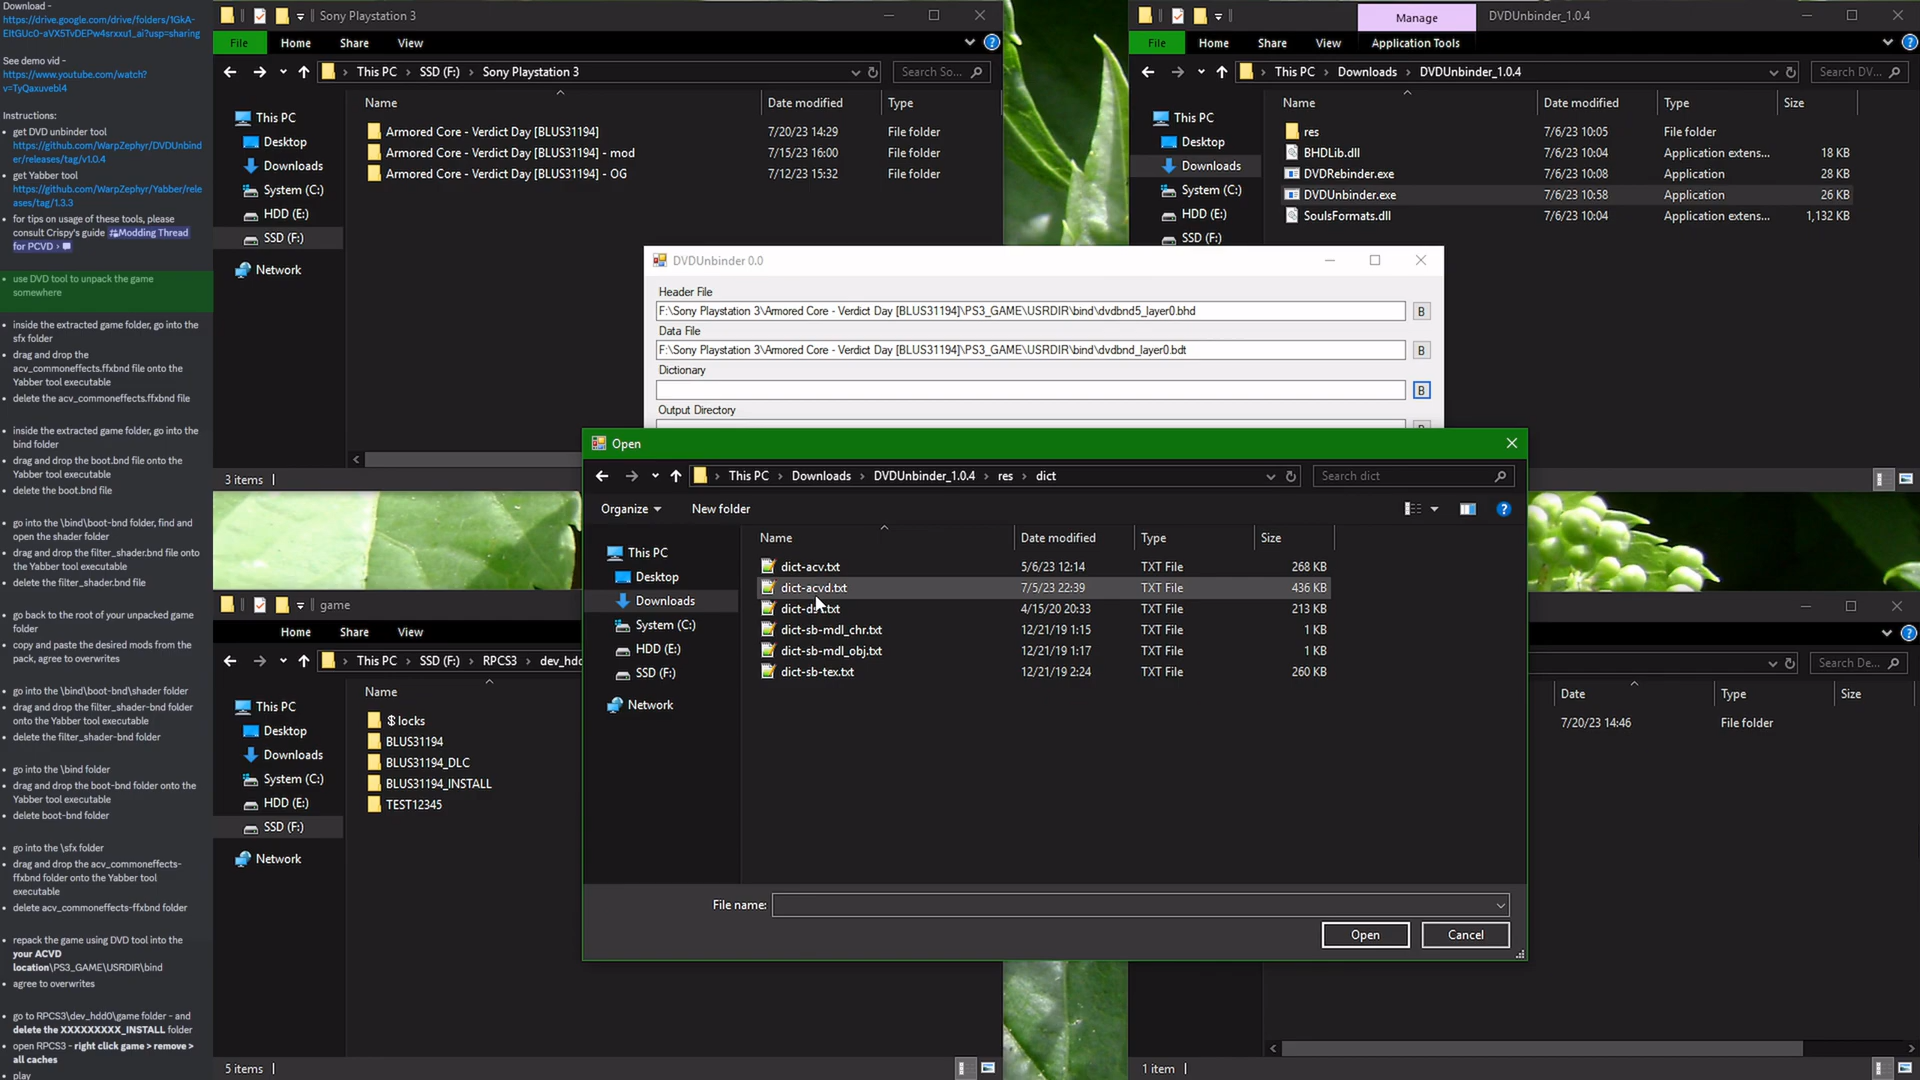 Download -
https://drive.google.com/drive/folders/1GkA-
EItGUc0-aVX5TvDEPw4srxxu1_ai?usp=sharing
See demo vid -
https://www.youtube.com/watch?
v=TyQaxuvebl4
Instructions:
get DVD unbinder tool
https://github.com/WarpZephyr/DVDUnbind
er/releases/tag/v1.0.4
get Yabber tool
https://github.com/WarpZephyr/Yabber/rele
ases/tag/1.3.3
for tips on usage of these tools, please
consult Crispy's guide #Modding Thread
for PCVD ›
use DVD tool to unpack the game
somewhere
inside the extracted game folder, go into the
sfx folder
drag and drop the
acv_commoneffects.ffxbnd file onto the
Yabber tool executable
delete the acv_commoneffects.ffxbnd file
inside the extracted game folder, go into the
bind folder
drag and drop the boot.bnd file onto the
Yabber tool executable
delete the boot.bnd file
go into the \bind\boot-bnd folder, find and
open the shader folder
drag and drop the filter_shader.bnd file onto
the Yabber tool executable
delete the filter_shader.bnd file
go back to the root of your unpacked game
folder
copy and paste the desired mods from the
pack, agree to overwrites
go into the \bind\boot-bnd\shader folder
drag and drop the filter_shader-bnd folder
onto the Yabber tool executable
delete the filter_shader-bnd folder
go into the \bind folder
drag and drop the boot-bnd folder onto the
Yabber tool executable
delete boot-bnd folder
go into the \sfx folder
drag and drop the acv_commoneffects-
ffxbnd folder onto the Yabber tool
executable
delete acv_commoneffects-ffxbnd folder
repack the game using DVD tool into the
your ACVD
location\PS3_GAME\USRDIR\bind
agree to overwrites
go to RPCS3\dev_hdd0\game folder - and
delete the XXXXXXXXX_INSTALL folder
open RPCS3 - right click game > remove >
all caches
play
Sony Playstation 3
File Home Share View
This PC › SSD (F:) › Sony Playstation 3
Search So...
Name Date modified Type
This PC
Desktop
Downloads
System (C:)
HDD (E:)
SSD (F:)
Network
Armored Core - Verdict Day [BLUS31194] 7/20/23 14:29 File folder
Armored Core - Verdict Day [BLUS31194] - mod 7/15/23 16:00 File folder
Armored Core - Verdict Day [BLUS31194] - OG 7/12/23 15:32 File folder
3 items
Manage DVDUnbinder_1.0.4
File Home Share View Application Tools
This PC › Downloads › DVDUnbinder_1.0.4
Search DV...
Name Date modified Type Size
This PC
Desktop
Downloads
System (C:)
HDD (E:)
SSD (F:)
res 7/6/23 10:05 File folder
BHDLib.dll 7/6/23 10:04 Application extens... 18 KB
DVDRebinder.exe 7/6/23 10:08 Application 28 KB
DVDUnbinder.exe 7/6/23 10:58 Application 26 KB
SoulsFormats.dll 7/6/23 10:04 Application extens... 1,132 KB
DVDUnbinder 0.0
Header File
F:\Sony Playstation 3\Armored Core - Verdict Day [BLUS31194]\PS3_GAME\USRDIR\bind\dvdbnd5_layer0.bhd B
Data File
F:\Sony Playstation 3\Armored Core - Verdict Day [BLUS31194]\PS3_GAME\USRDIR\bind\dvdbnd_layer0.bdt B
Dictionary
B
Output Directory
Open
This PC › Downloads › DVDUnbinder_1.0.4 › res › dict
Search dict
Organize New folder
Name Date modified Type Size
This PC
Desktop
Downloads
System (C:)
HDD (E:)
SSD (F:)
Network
dict-acv.txt 5/6/23 12:14 TXT File 268 KB
dict-acvd.txt 7/5/23 22:39 TXT File 436 KB
4/15/20 20:33 TXT File 213 KB
dict-sb-mdl_chr.txt 12/21/19 1:15 TXT File 1 KB
dict-sb-mdl_obj.txt 12/21/19 1:17 TXT File 1 KB
dict-sb-tex.txt 12/21/19 2:24 TXT File 260 KB
File name:
Open Cancel
game
Home Share View
This PC › SSD (F:) › RPCS3 ›
Name
This PC
Desktop
Downloads
System (C:)
HDD (E:)
SSD (F:)
Network
$locks
BLUS31194
BLUS31194_DLC
BLUS31194_INSTALL
TEST12345
5 items
Search De...
Date Type Size
7/20/23 14:46 File folder
1 item